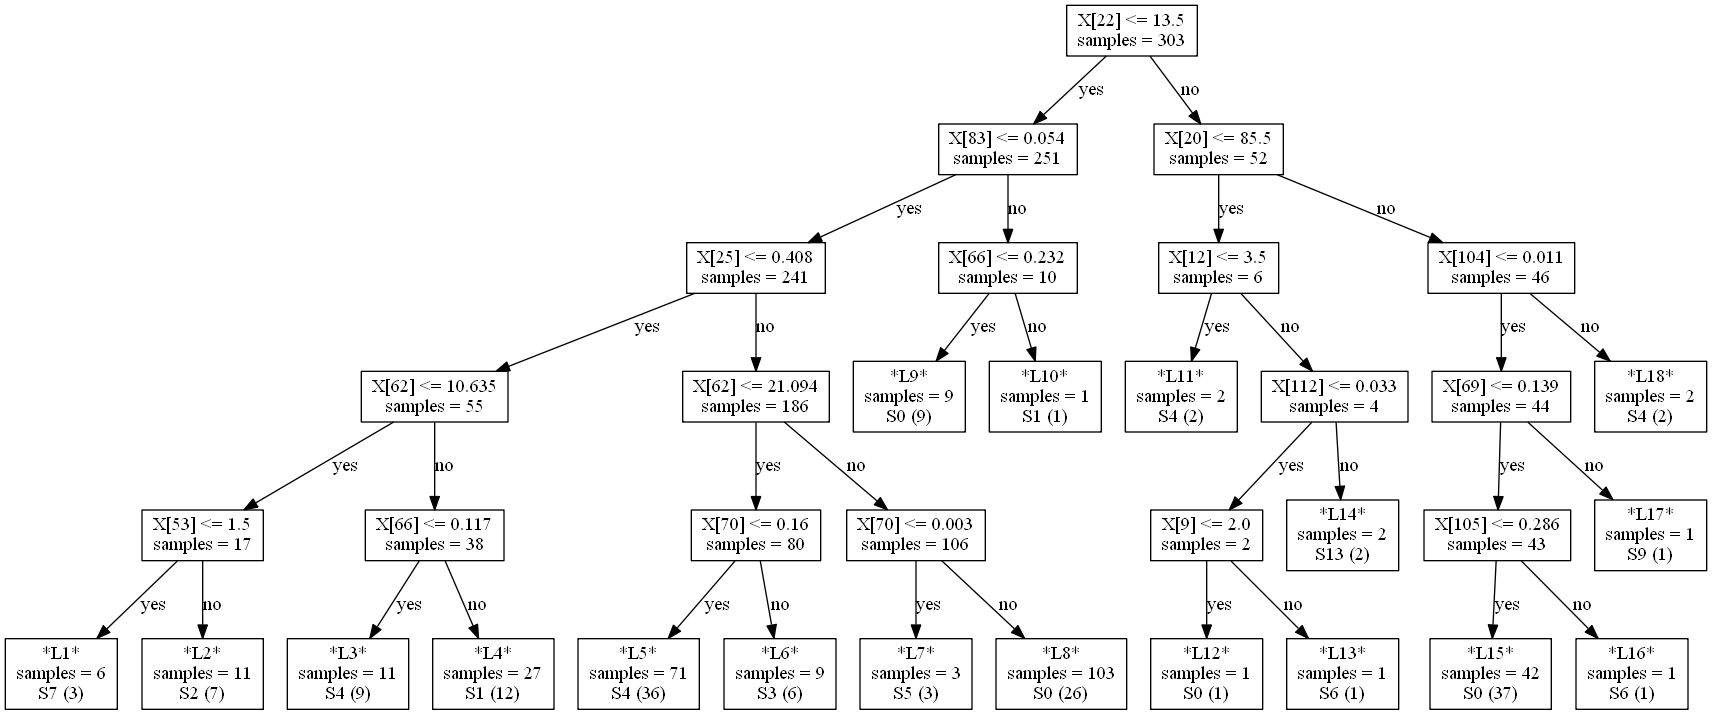 X[22] <= 13.5
samples = 303
yes
no
X[83] <= 0.054
samples = 251
X[20] <= 85.5
samples = 52
yes
no
yes
no
X[25] <= 0.408
samples = 241
X[66] <= 0.232
samples = 10
X[12] <= 3.5
samples = 6
X[104] <= 0.011
samples = 46
yes
no
yes
no
yes
no
yes
no
X[62] <= 10.635
samples = 55
X[62] <= 21.094
samples = 186
*L9*
samples = 9
S0 (9)
*L10*
samples = 1
S1 (1)
*L11*
samples = 2
S4 (2)
X[112] <= 0.033
samples = 4
X[69] <= 0.139
samples = 44
*L18*
samples = 2
S4 (2)
yes
no
yes
no
yes
no
yes
no
X[53] <= 1.5
samples = 17
X[66] <= 0.117
samples = 38
X[70] <= 0.16
samples = 80
X[70] <= 0.003
samples = 106
X[9] <= 2.0
samples = 2
*L14*
samples = 2
S13 (2)
X[105] <= 0.286
samples = 43
*L17*
samples = 1
S9 (1)
yes
no
yes
no
yes
no
yes
no
yes
no
yes
no
*L1*
samples = 6
S7 (3)
*L2*
samples = 11
S2 (7)
*L3*
samples = 11
S4 (9)
*L4*
samples = 27
S1 (12)
*L5*
samples = 71
S4 (36)
*L6*
samples = 9
S3 (6)
*L7*
samples = 3
S5 (3)
*L8*
samples = 103
S0 (26)
*L12*
samples = 1
S0 (1)
*L13*
samples = 1
S6 (1)
*L15*
samples = 42
S0 (37)
*L16*
samples = 1
S6 (1)